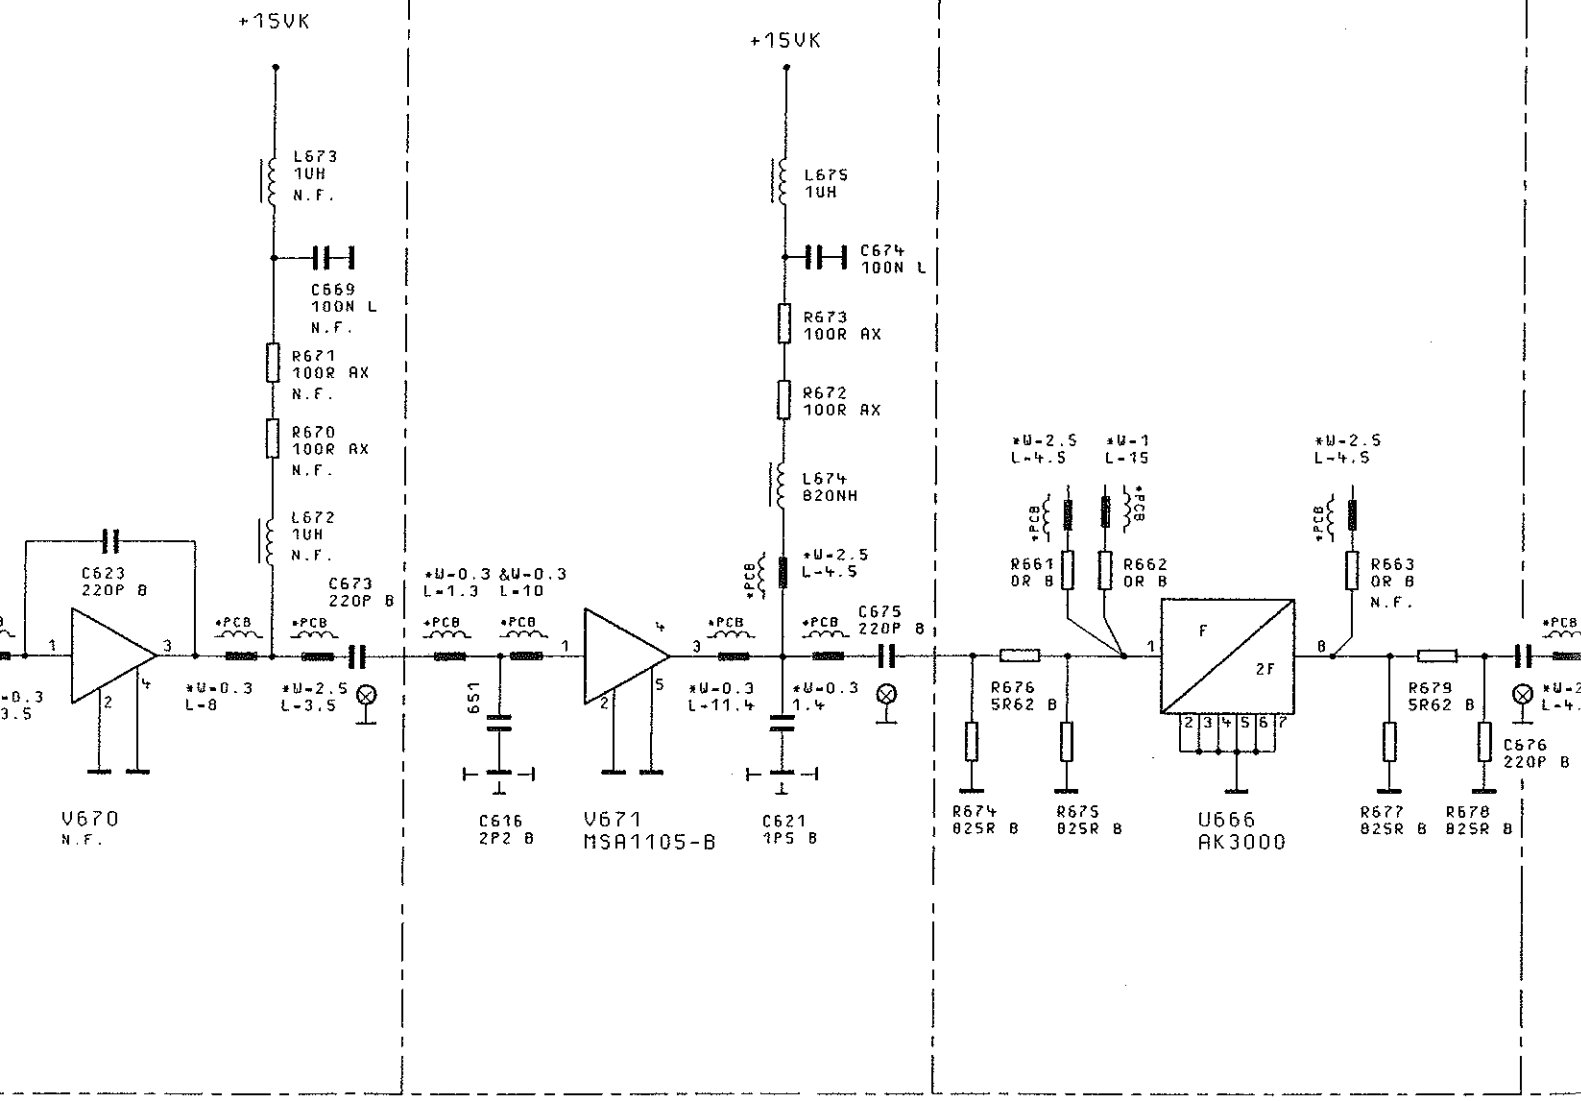 +15VK
L673
1UH
N.F.
C669
100N L
N.F.
R671
100R AX
N.F.
R670
100R AX
N.F.
L672
1UH
N.F.
C623
220P B
C673
220P B
1
3
2
4
*PCB
*PCB
*W=0.3
L=8
*W=2.5
L=3.5
=0.3
3.5
V670
N.F.
+15VK
L675
1UH
C674
100N L
R673
100R AX
R672
100R AX
L674
820NH
*W=2.5
L=4.5
*PCB
*W=0.3
L=1.3
&W=0.3
L=10
*PCB
*PCB
651
1
4
3
2
5
*PCB
*PCB
C675
220P B
*W=0.3
L=11.4
*W=0.3
1.4
C616
2P2 B
V671
MSA1105-B
C621
1P5 B
*W=2.5
L=4.5
*W=1
L=15
*PCB
*PCB
R661
0R B
R662
0R B
*W=2.5
L=4.5
*PCB
R663
0R B
N.F.
1
F
2F
8
2
3
4
5
6
7
R676
5R62 B
R674
825R B
R675
825R B
U666
AK3000
R679
5R62 B
R677
825R B
R678
825R B
C676
220P B
*PCB
*W=2
L=4.